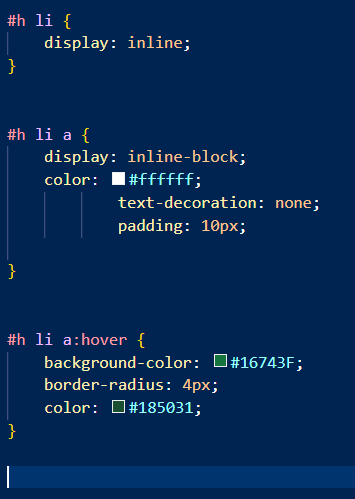 #h li {
    display: inline;
}
#h li a {
    display: inline-block;
    color: #ffffff;
            text-decoration: none;
            padding: 10px;
}
#h li a:hover {
    background-color: #16743F;
    border-radius: 4px;
    color: #185031;
}